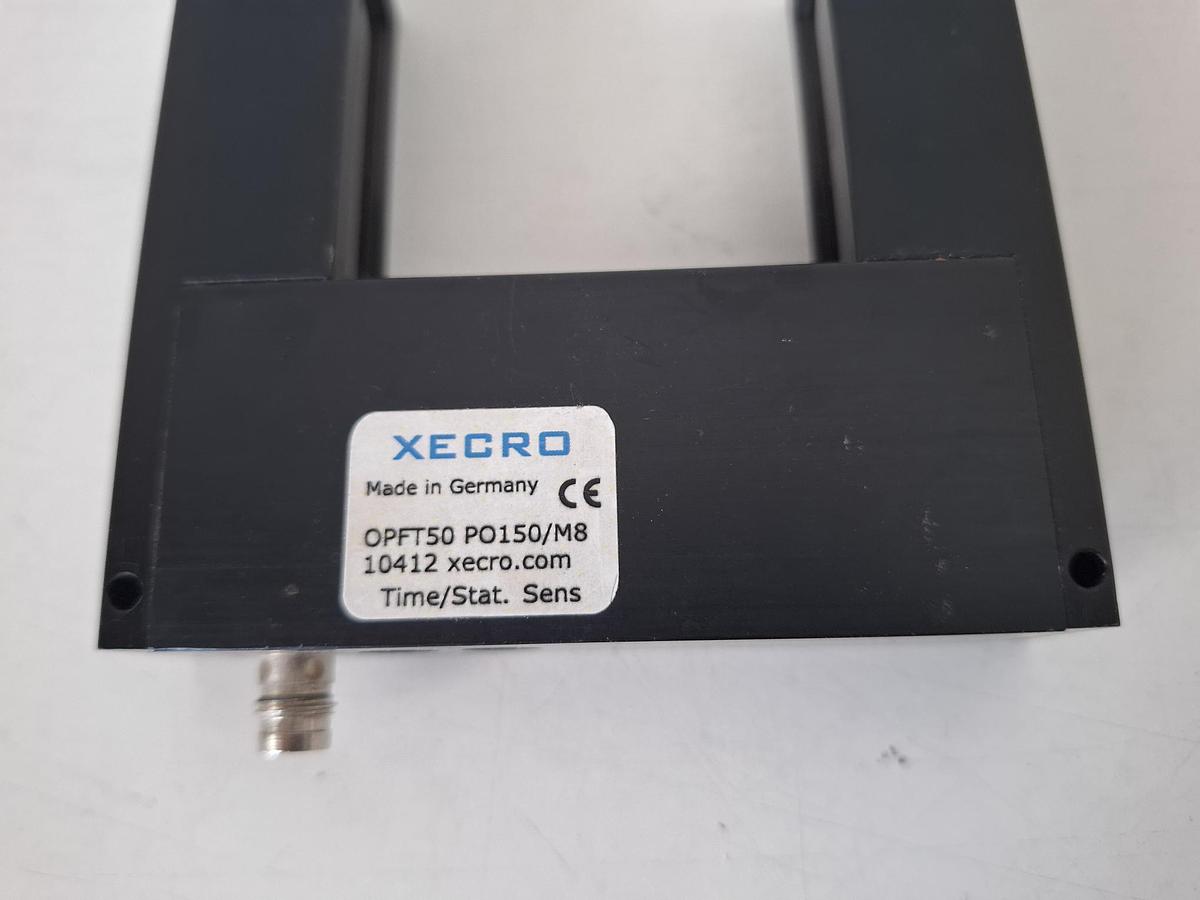 XECRO
Made in Germany CE
OPFT50 PO150/M8
10412 xecro.com
Time/Stat. Sens